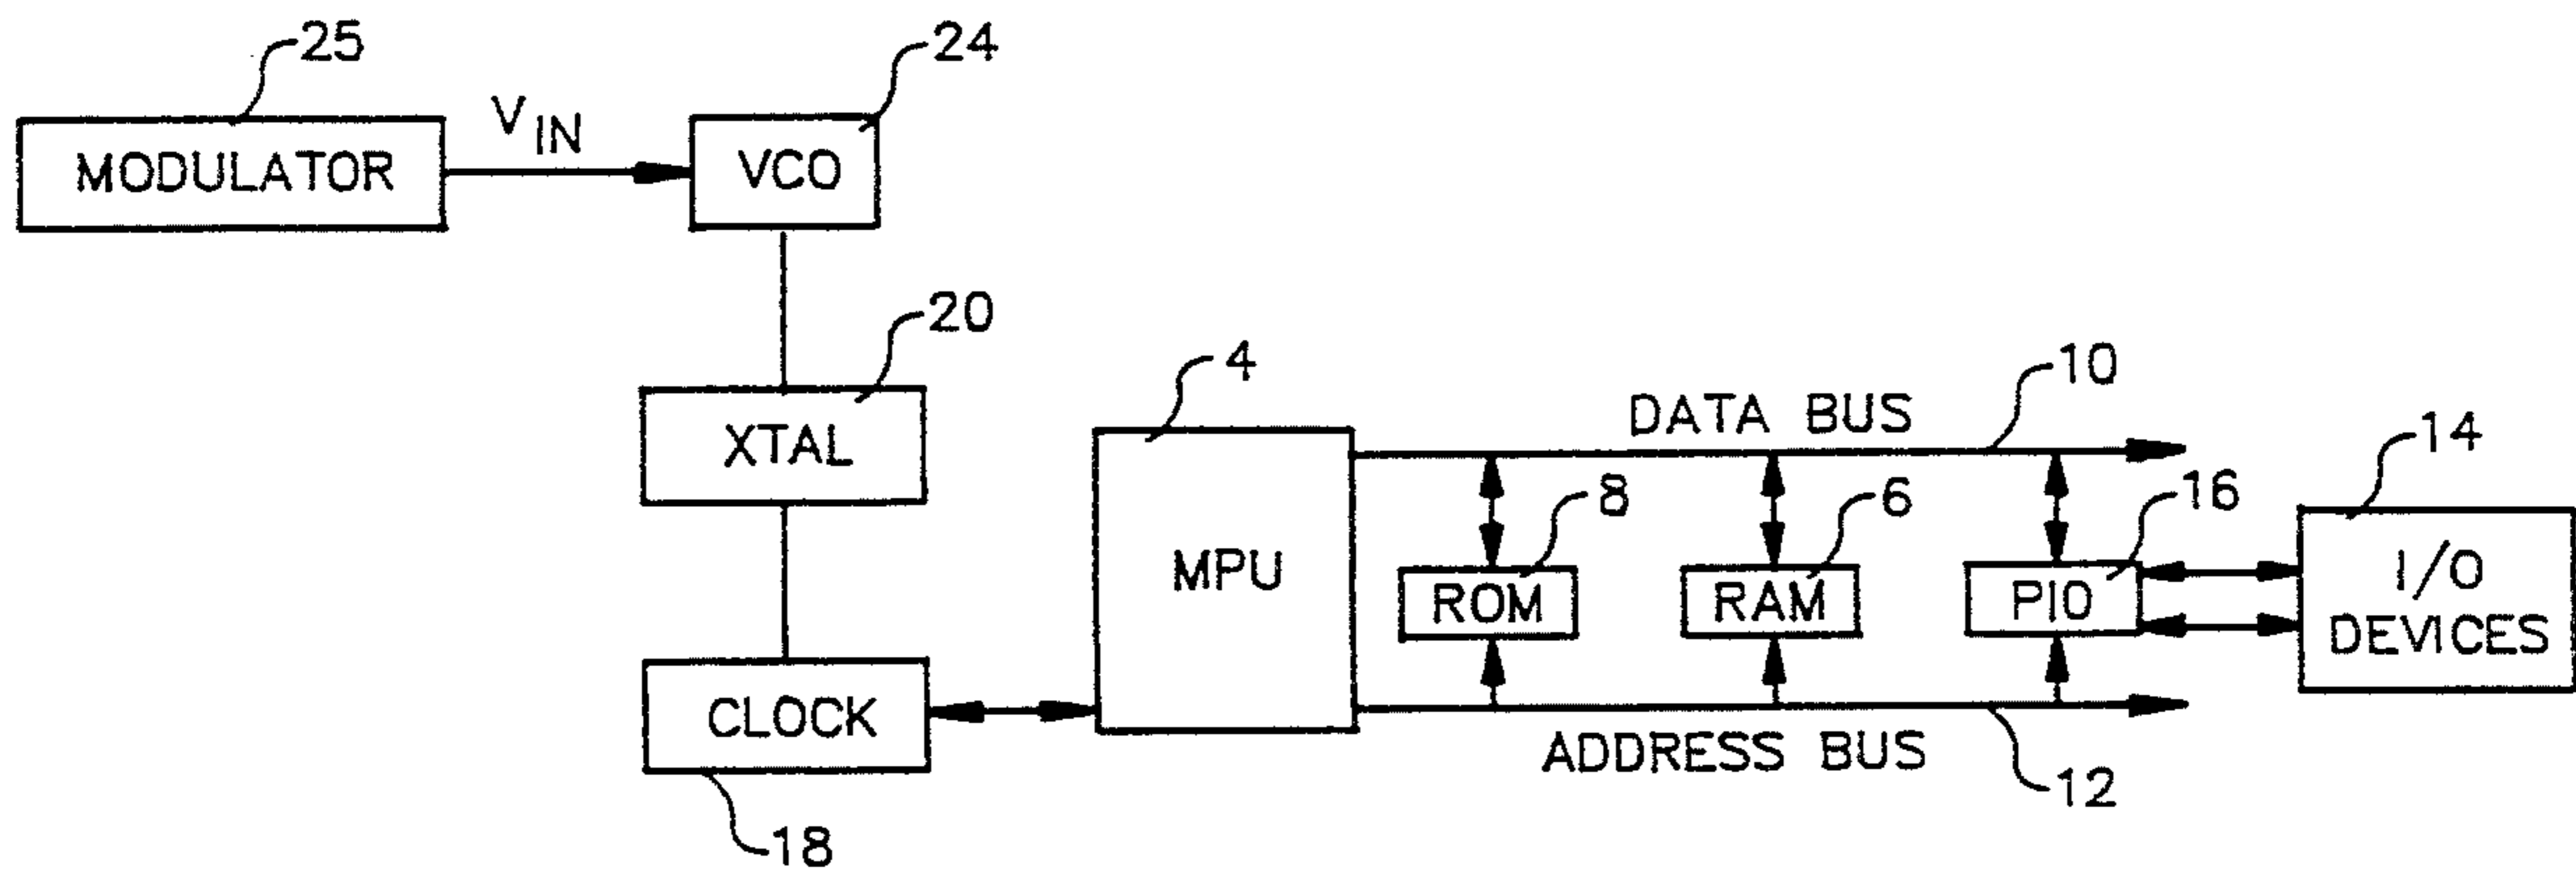 25
24
V IN
MODULATOR
VCO
20
4
10
DATA BUS
14
XTAL
8
6
16
MPU
I/O
ROM
RAM
PIO
DEVICES
CLOCK
ADDRESS BUS
12
18